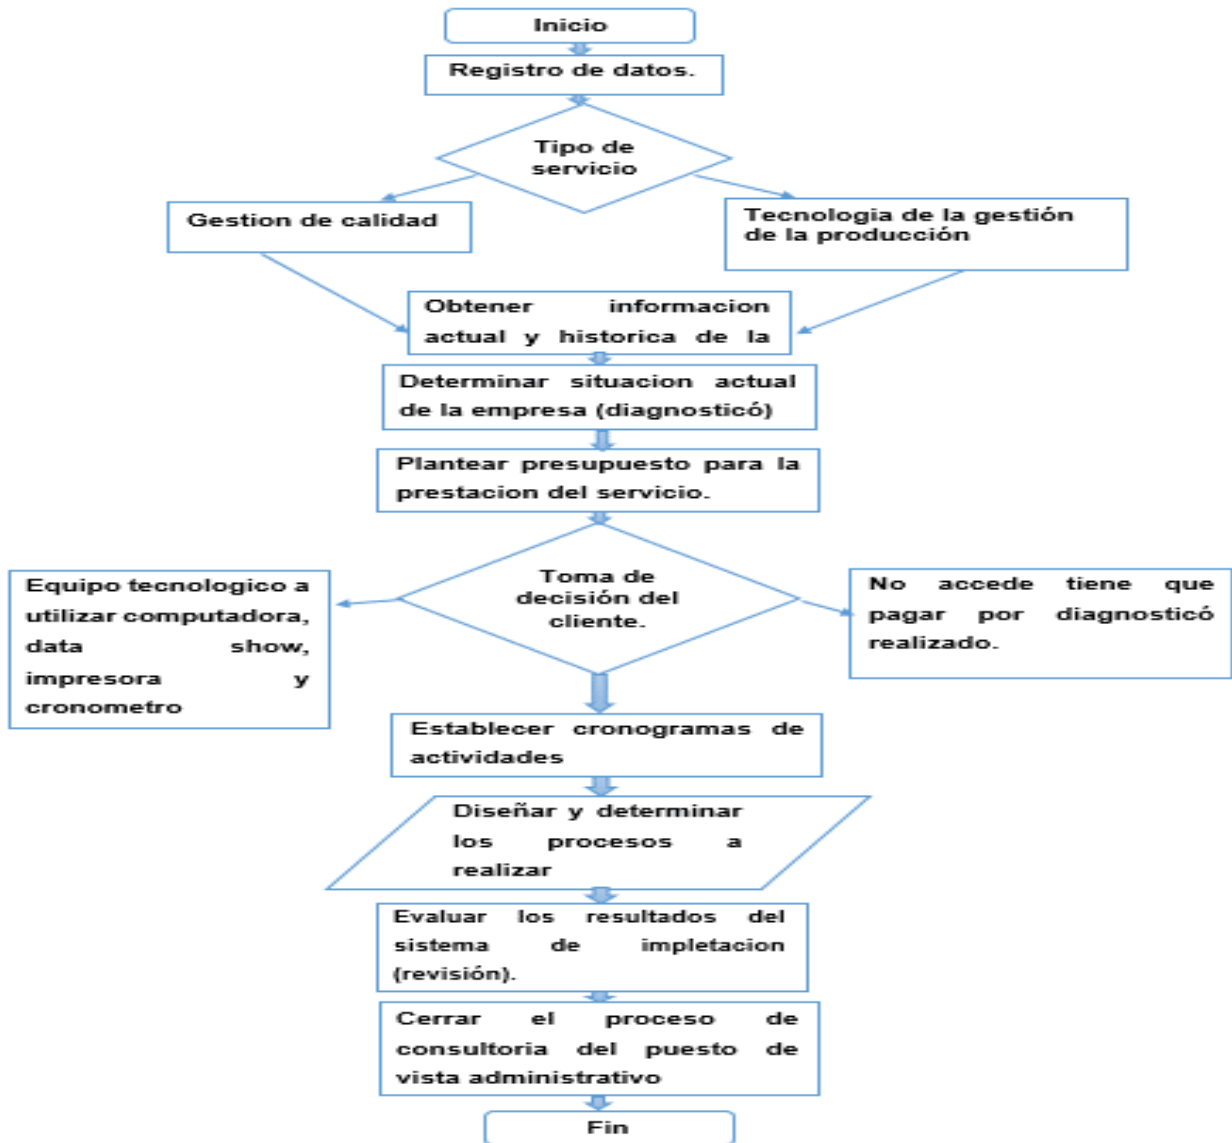 Inicio
Registro de datos.
Tipo de
servicio
Gestion de calidad
Tecnologia de la gestión
de la producción
Obtener informacion
actual y historica de la
Determinar situacion actual
de la empresa (diagnosticó)
Plantear presupuesto para la
prestacion del servicio.
Toma de
decisión del
cliente.
Equipo tecnologico a
utilizar computadora,
data show,
impresora y
cronometro
No accede tiene que
pagar por diagnosticó
realizado.
Establecer cronogramas de
actividades
Diseñar y determinar
los procesos a
realizar
Evaluar los resultados del
sistema de impletacion
(revisión).
Cerrar el proceso de
consultoria del puesto de
vista administrativo
Fin